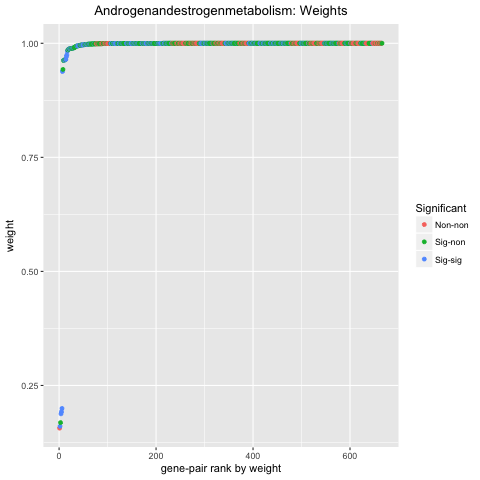 Androgenandestrogenmetabolism: Weights
1.00
0.75
0.50
0.25
weight
0 200 400 600
gene-pair rank by weight
Significant
Non-non
Sig-non
Sig-sig